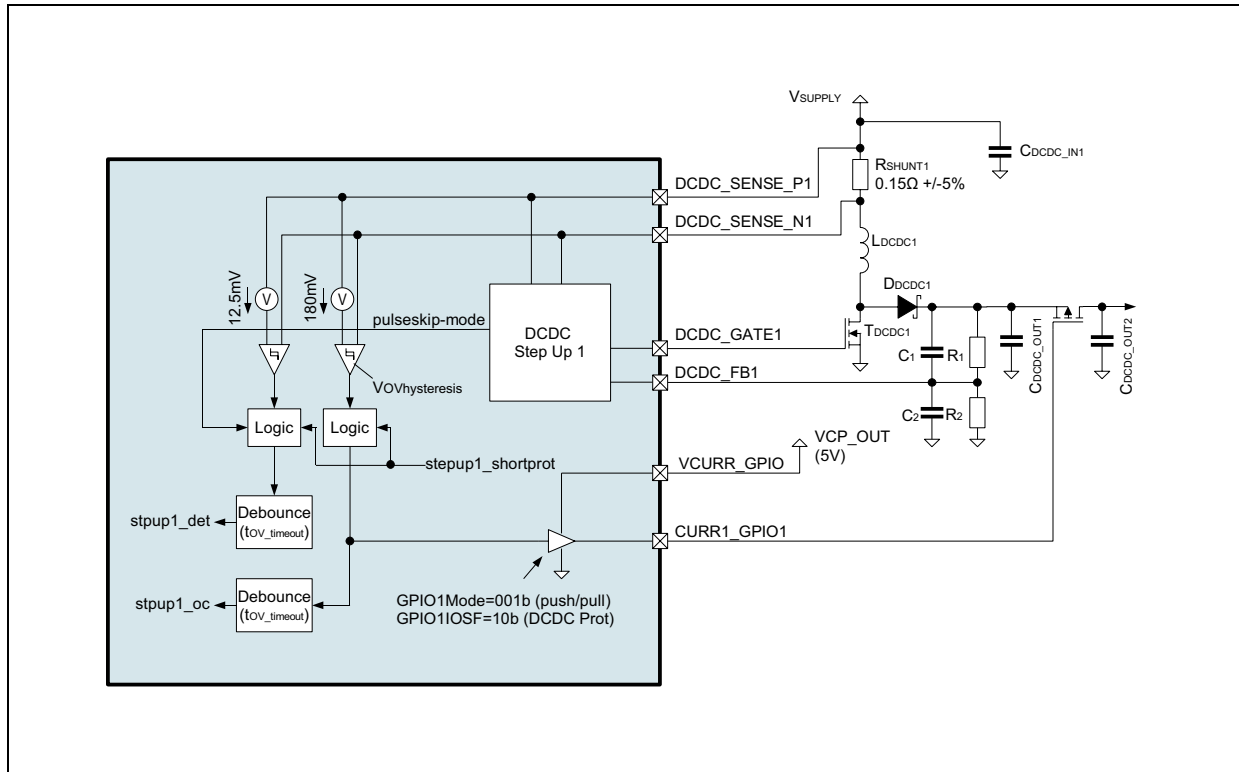 VSUPPLY
CDCDC_IN1
RSHUNT1
0.15Ω +/-5%
DCDC_SENSE_P1
DCDC_SENSE_N1
LDCDC1
DDCDC1
12.5mV
V
180mV
V
pulseskip-mode
DCDC
Step Up 1
DCDC_GATE1
TDCDC1
DCDC_FB1
C1
R1
CDCDC_OUT1
CDCDC_OUT2
VOVhysteresis
C2
R2
Logic
Logic
VCP_OUT
(5V)
stepup1_shortprot
VCURR_GPIO
stpup1_det
Debounce
(tOV_timeout)
CURR1_GPIO1
stpup1_oc
Debounce
(tOV_timeout)
GPIO1Mode=001b (push/pull)
GPIO1IOSF=10b (DCDC Prot)